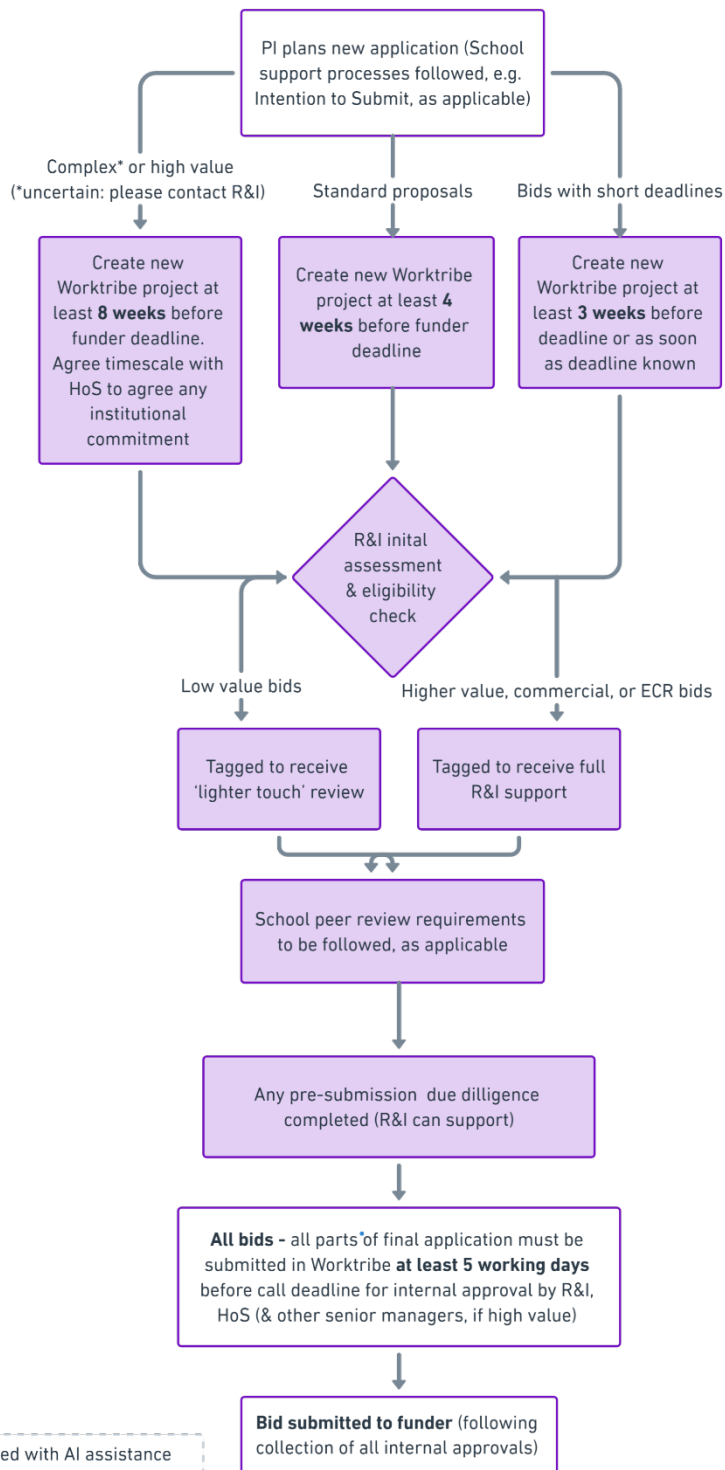 PI plans new application (School
support processes followed, e.g.
Intention to Submit, as applicable)
Complex* or high value
(*uncertain: please contact R&I)
Standard proposals
Bids with short deadlines
Create new
Worktribe project at
least 8 weeks before
funder deadline.
Agree timescale with
HoS to agree any
institutional
commitment
Create new Worktribe
project at least 4
weeks before funder
deadline
Create new
Worktribe project at
least 3 weeks before
deadline or as soon
as deadline known
R&I inital
assessment
& eligibility
check
Low value bids
Higher value, commercial, or ECR bids
Tagged to receive
‘lighter touch’ review
Tagged to receive full
R&I support
School peer review requirements
to be followed, as applicable
Any pre-submission due dilligence
completed (R&I can support)
All bids - all parts*of final application must be
submitted in Worktribe at least 5 working days
before call deadline for internal approval by R&I,
HoS (& other senior managers, if high value)
Bid submitted to funder (following
collection of all internal approvals)
ed with AI assistance